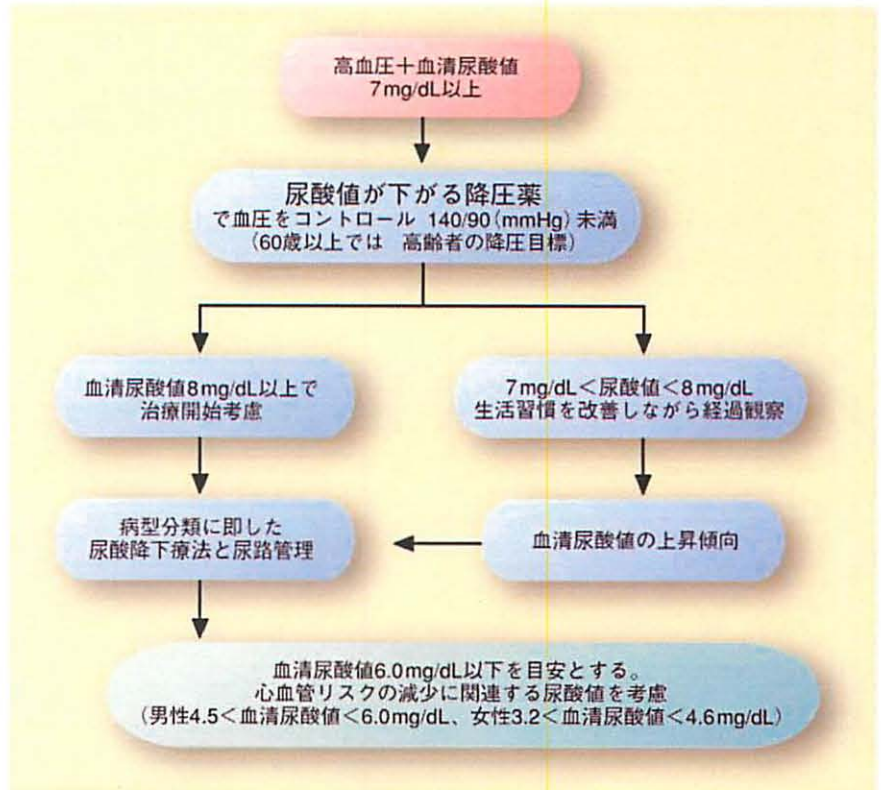 高血圧＋血清尿酸値
7mg/dL以上
尿酸値が下がる降圧薬
で血圧をコントロール 140/90(mmHg)未満
(60歳以上では 高齢者の降圧目標)
血清尿酸値8mg/dL以上で
治療開始考慮
7mg/dL＜尿酸値＜8mg/dL
生活習慣を改善しながら経過観察
病型分類に即した
尿酸降下療法と尿路管理
血清尿酸値の上昇傾向
血清尿酸値6.0mg/dL以下を目安とする。
心血管リスクの減少に関連する尿酸値を考慮
(男性4.5＜血清尿酸値＜6.0mg/dL、女性3.2＜血清尿酸値＜4.6mg/dL)